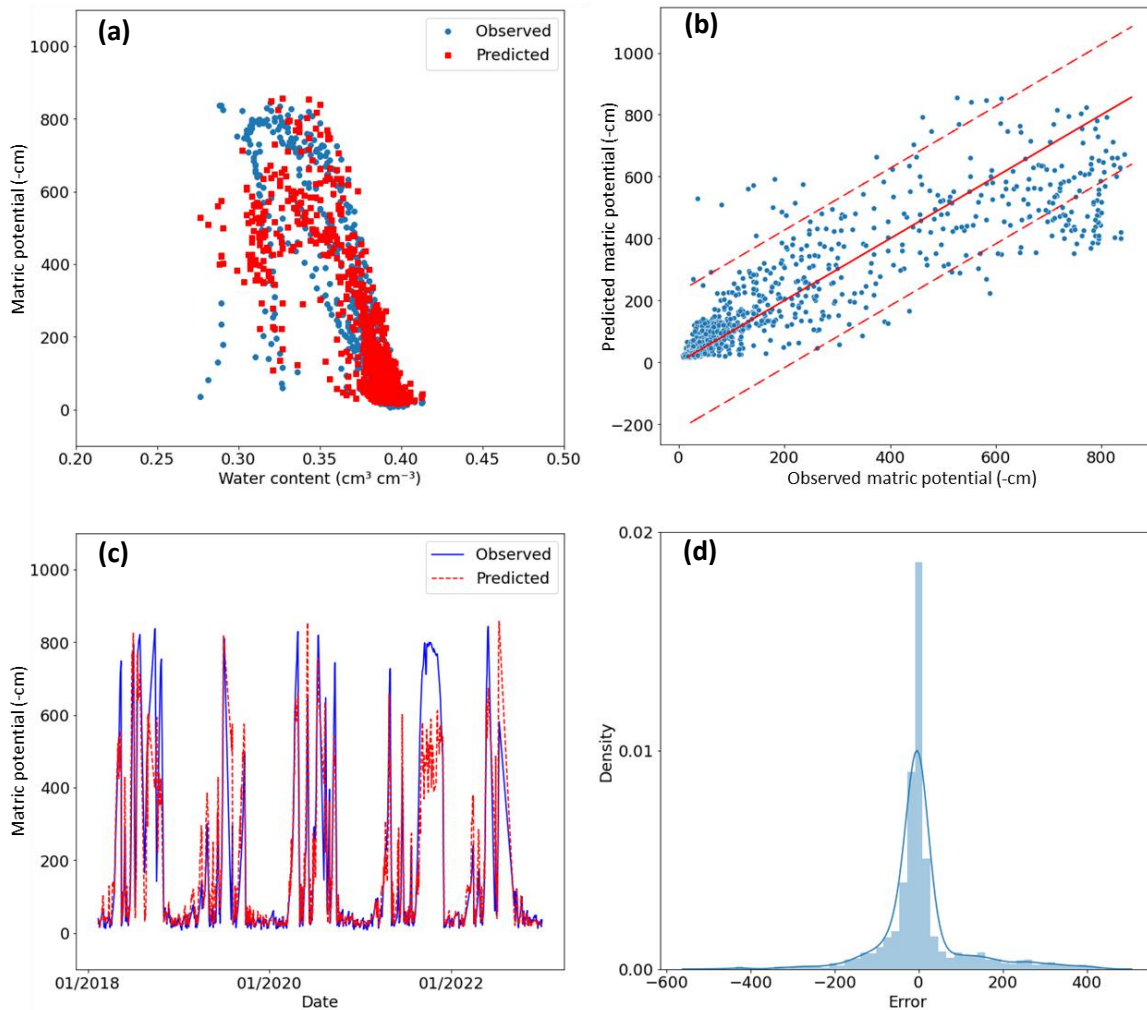 (a)
Observed
Predicted
1000
800
600
400
200
0
Matric potential (-cm)
0.20
0.25
0.30
0.35
0.40
0.45
0.50
Water content (cm³ cm⁻³)
(b)
1000
800
600
400
200
0
−200
Predicted matric potential (-cm)
0
200
400
600
800
Observed matric potential (-cm)
(c)
Observed
Predicted
1000
800
600
400
200
0
Matric potential (-cm)
01/2018
01/2020
01/2022
Date
(d)
0.02
0.01
0.00
Density
−600
−400
−200
0
200
400
Error